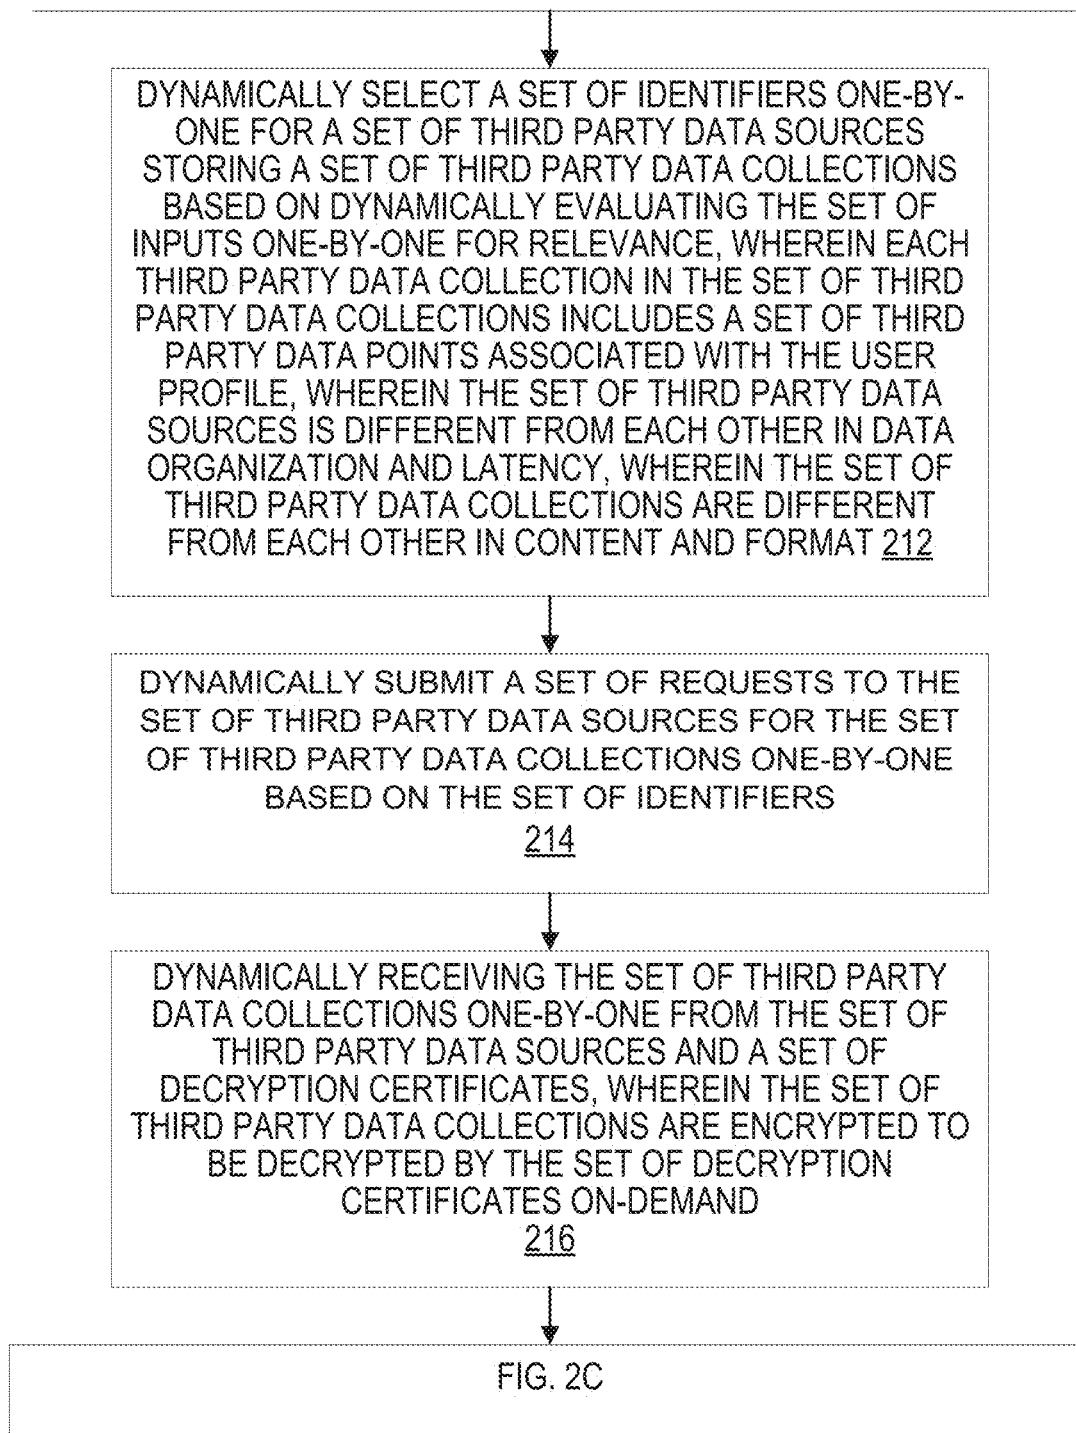 DYNAMICALLY SELECT A SET OF IDENTIFIERS ONE-BY-
ONE FOR A SET OF THIRD PARTY DATA SOURCES
STORING A SET OF THIRD PARTY DATA COLLECTIONS
BASED ON DYNAMICALLY EVALUATING THE SET OF
INPUTS ONE-BY-ONE FOR RELEVANCE, WHEREIN EACH
THIRD PARTY DATA COLLECTION IN THE SET OF THIRD
PARTY DATA COLLECTIONS INCLUDES A SET OF THIRD
PARTY DATA POINTS ASSOCIATED WITH THE USER
PROFILE, WHEREIN THE SET OF THIRD PARTY DATA
SOURCES IS DIFFERENT FROM EACH OTHER IN DATA
ORGANIZATION AND LATENCY, WHEREIN THE SET OF
THIRD PARTY DATA COLLECTIONS ARE DIFFERENT
FROM EACH OTHER IN CONTENT AND FORMAT 212
DYNAMICALLY SUBMIT A SET OF REQUESTS TO THE
SET OF THIRD PARTY DATA SOURCES FOR THE SET
OF THIRD PARTY DATA COLLECTIONS ONE-BY-ONE
BASED ON THE SET OF IDENTIFIERS
214
DYNAMICALLY RECEIVING THE SET OF THIRD PARTY
DATA COLLECTIONS ONE-BY-ONE FROM THE SET OF
THIRD PARTY DATA SOURCES AND A SET OF
DECRYPTION CERTIFICATES, WHEREIN THE SET OF
THIRD PARTY DATA COLLECTIONS ARE ENCRYPTED TO
BE DECRYPTED BY THE SET OF DECRYPTION
CERTIFICATES ON-DEMAND
216
FIG. 2C